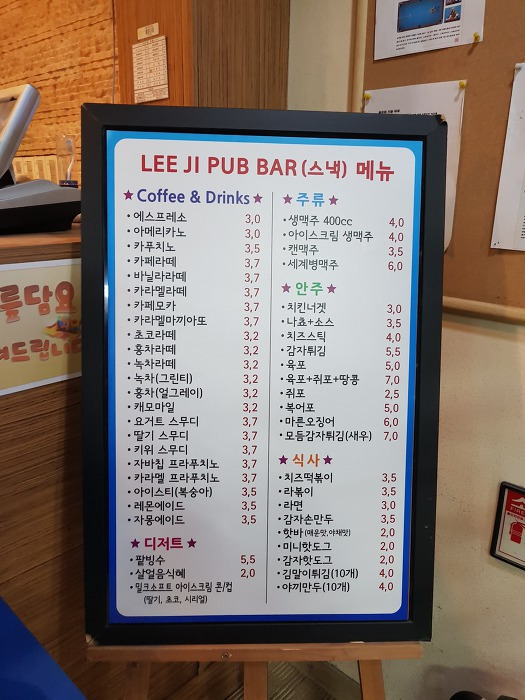 LEE JI PUB BAR (스낵) 메뉴
★ Coffee & Drinks ★
• 에스프레소 3,0
• 아메리카노 3,0
• 카푸치노 3,5
• 카페라떼 3,7
• 바닐라라떼 3,7
• 카라멜라떼 3,7
• 카페모카 3,7
• 카라멜마끼아또 3,7
• 초코라떼 3,2
• 홍차라떼 3,2
• 녹차라떼 3,2
• 녹차(그린티) 3,2
• 홍차(얼그레이) 3,2
• 캐모마일 3,2
• 요거트 스무디 3,7
• 딸기 스무디 3,7
• 키위 스무디 3,7
• 자바칩 프라푸치노 3,7
• 카라멜 프라푸치노 3,7
• 아이스티(복숭아) 3,5
• 레몬에이드 3,5
• 자몽에이드 3,5
★ 디저트 ★
• 팥빙수 5,5
• 살얼음식혜 2,0
• 밀크소프트 아이스크림 콘/컵
(딸기, 초코, 시리얼)
★ 주류 ★
• 생맥주 400cc 4,0
• 아이스크림 생맥주 4,0
• 캔맥주 3,5
• 세계병맥주 6,0
★ 안주 ★
• 치킨너겟 3,0
• 나쵸+소스 3,5
• 치즈스틱 4,0
• 감자튀김 5,5
• 육포 5,0
• 육포+쥐포+땅콩 7,0
• 쥐포 2,5
• 북어포 5,0
• 마른오징어 6,0
• 모듬감자튀김(새우) 7,0
★ 식사 ★
• 치즈떡볶이 3,5
• 라볶이 3,5
• 라면 3,0
• 감자손만두 3,5
• 핫바 (매운맛,야채맛) 2,0
• 미니핫도그 2,0
• 감자핫도그 2,0
• 김말이튀김(10개) 4,0
• 야끼만두(10개) 4,0
름담요
려드립니다
FIRE